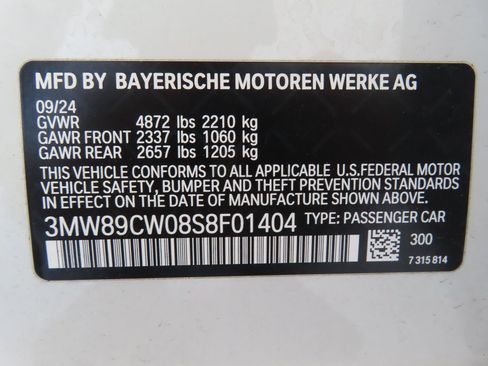 MFD BY BAYERISCHE MOTOREN WERKE AG
09/24
GVWR 4872 lbs 2210 kg
GAWR FRONT 2337 lbs 1060 kg
GAWR REAR 2657 lbs 1205 kg
THIS VEHICLE CONFORMS TO ALL APPLICABLE U.S.FEDERAL MOTOR
VEHICLE SAFETY, BUMPER AND THEFT PREVENTION STANDARDS
IN EFFECT ON THE DATE OF MANUFACTURE SHOWN ABOVE.
3MW89CW08S8F01404 TYPE: PASSENGER CAR
300
7 315 814